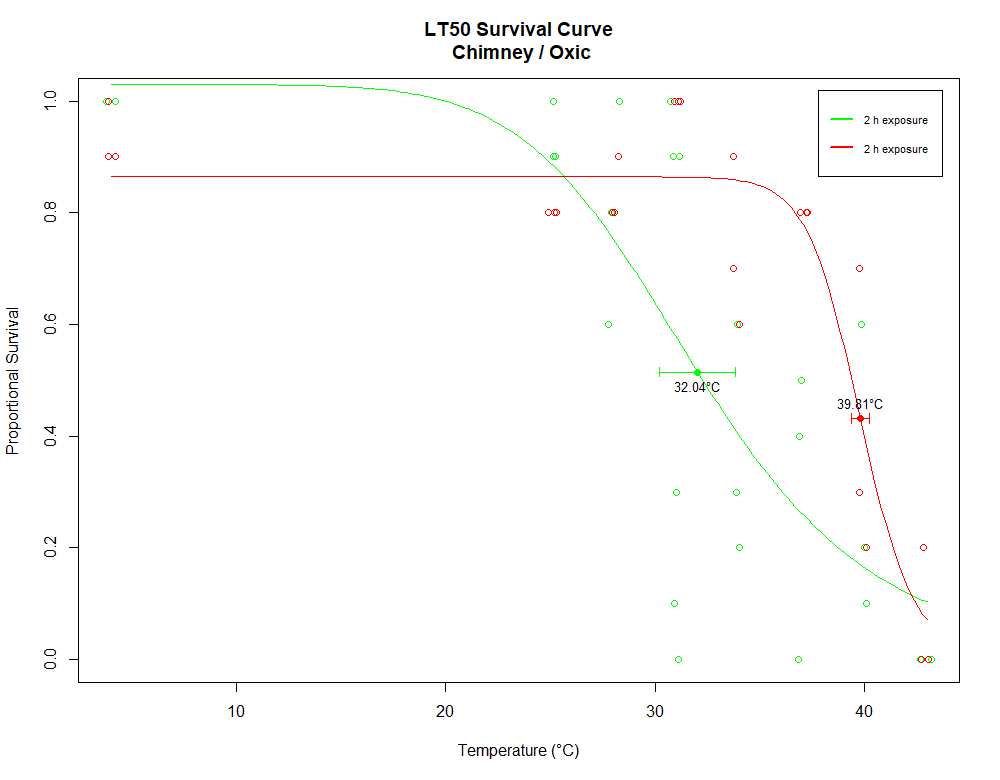 LT50 Survival Curve
Chimney / Oxic
2 h exposure
2 h exposure
Proportional Survival
1.0
0.8
0.6
0.4
0.2
0.0
32.04°C
39.81°C
10
20
30
40
Temperature (°C)